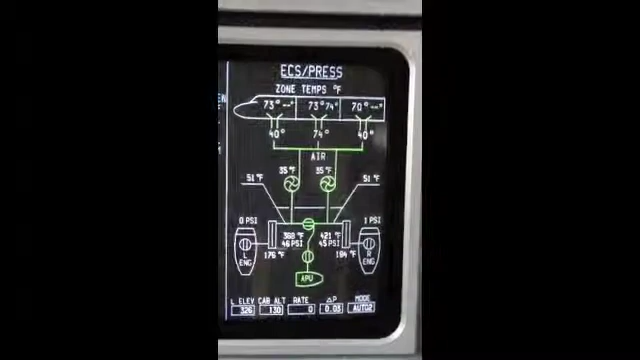 ECS/PRESS
ZONE TEMPS °F
73° --° 73° 74° 70° --°
40° 74° 40°
AIR
35°F 35°F
51 °F 51 °F
0 PSI 1 PSI
368 °F 421 °F
46 PSI 45 PSI
L ENG 176 °F 194 °F R ENG
APU
L ELEV CAB ALT RATE ΔP MODE
326 130 0 0.03 AUTO2